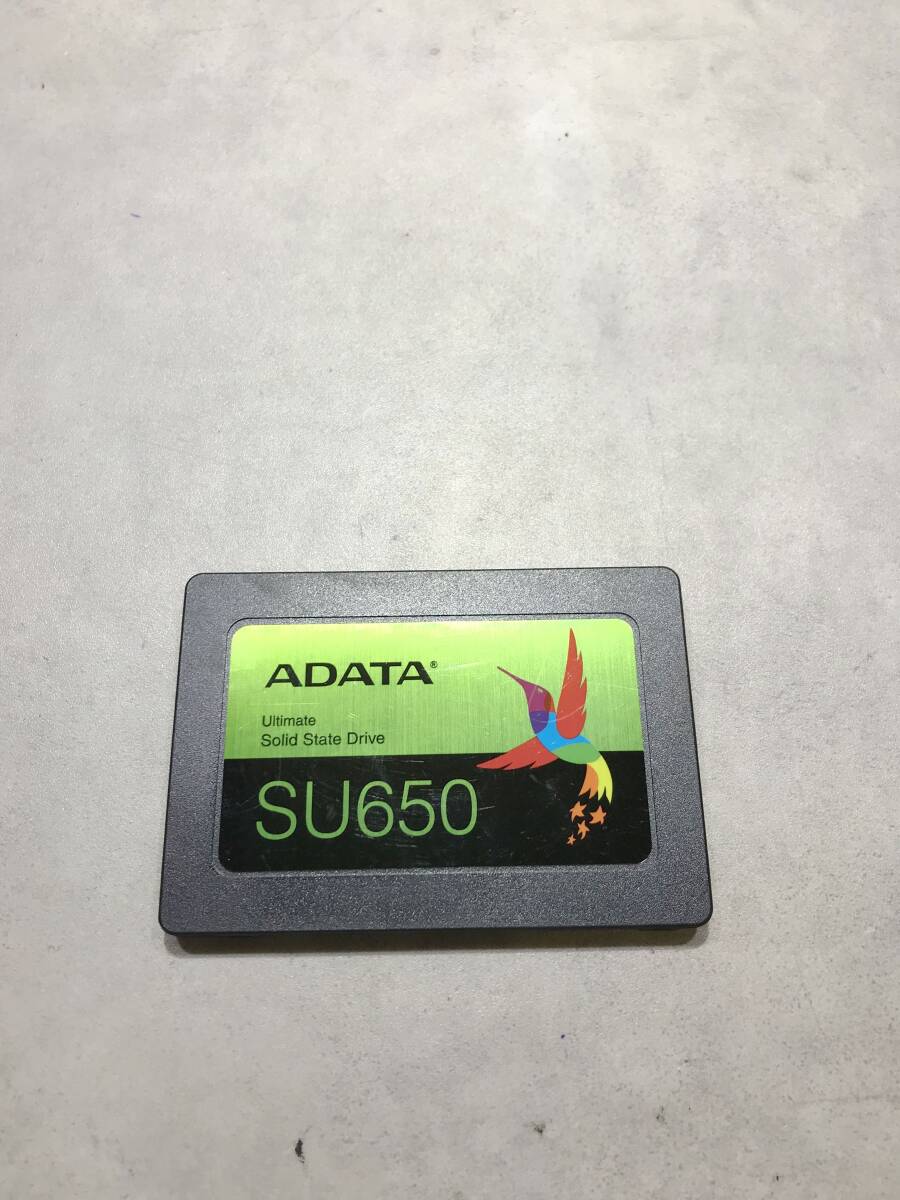 ADATA®
Ultimate
Solid State Drive
SU650